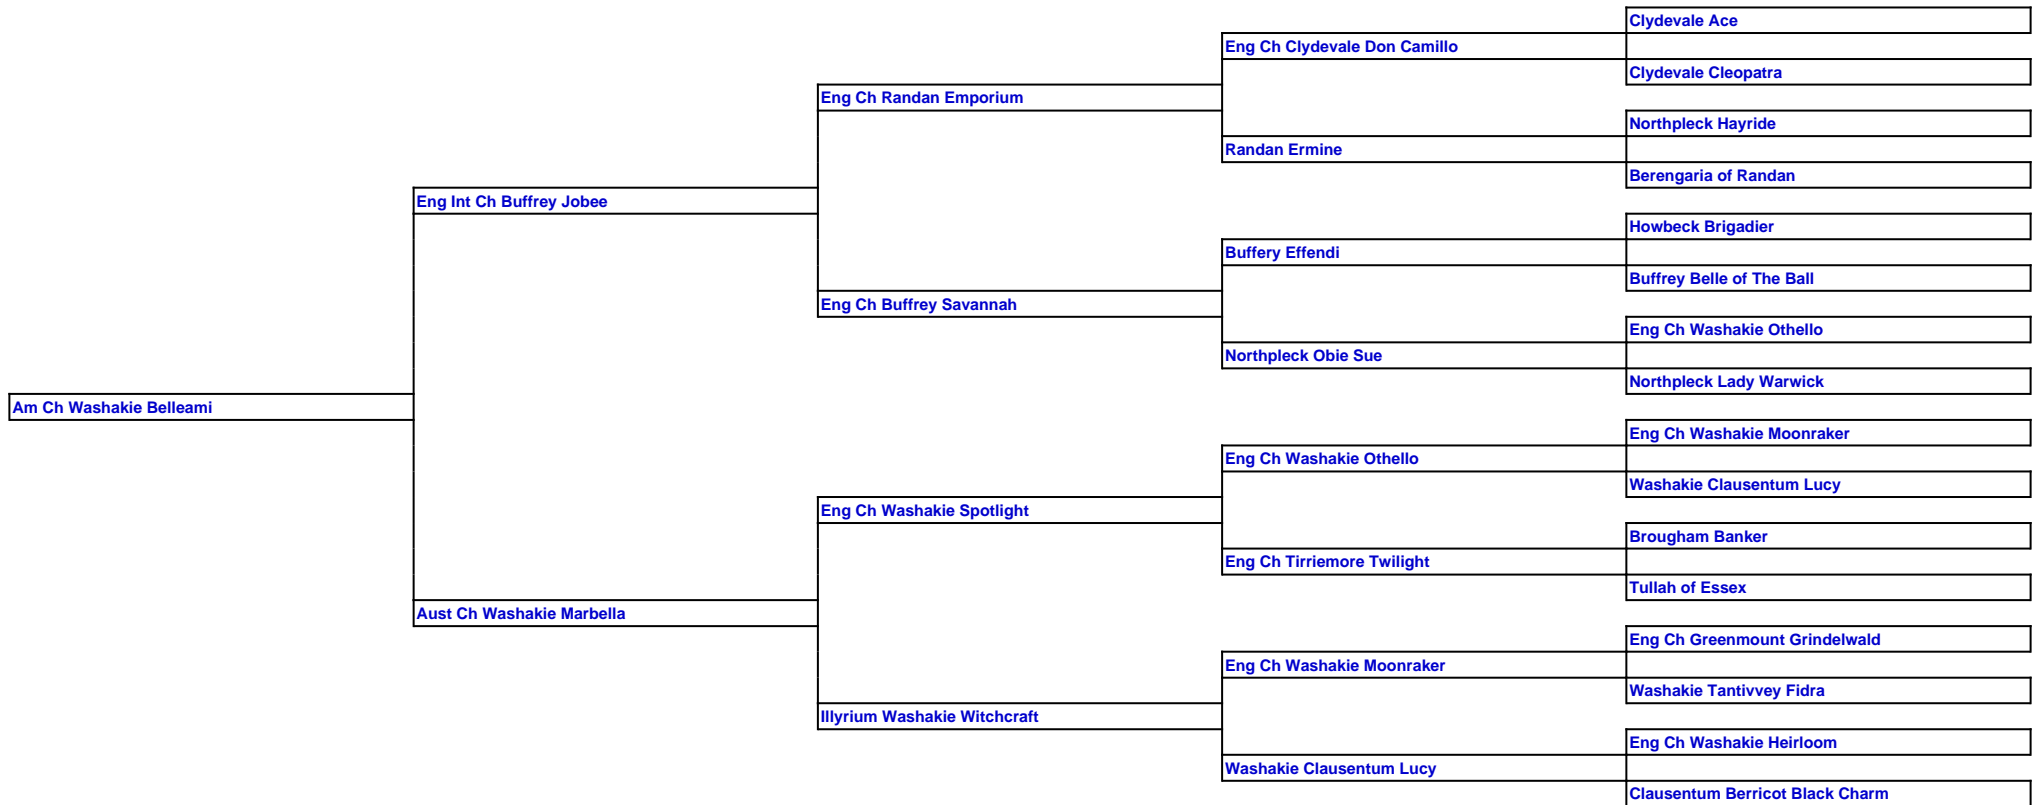 Clydevale Ace
Eng Ch Clydevale Don Camillo
Clydevale Cleopatra
Eng Ch Randan Emporium
Northpleck Hayride
Randan Ermine
Berengaria of Randan
Eng Int Ch Buffrey Jobee
Howbeck Brigadier
Buffery Effendi
Buffrey Belle of The Ball
Eng Ch Buffrey Savannah
Eng Ch Washakie Othello
Northpleck Obie Sue
Northpleck Lady Warwick
Am Ch Washakie Belleami
Eng Ch Washakie Moonraker
Eng Ch Washakie Othello
Washakie Clausentum Lucy
Eng Ch Washakie Spotlight
Brougham Banker
Eng Ch Tirriemore Twilight
Tullah of Essex
Aust Ch Washakie Marbella
Eng Ch Greenmount Grindelwald
Eng Ch Washakie Moonraker
Washakie Tantivvey Fidra
Illyrium Washakie Witchcraft
Eng Ch Washakie Heirloom
Washakie Clausentum Lucy
Clausentum Berricot Black Charm